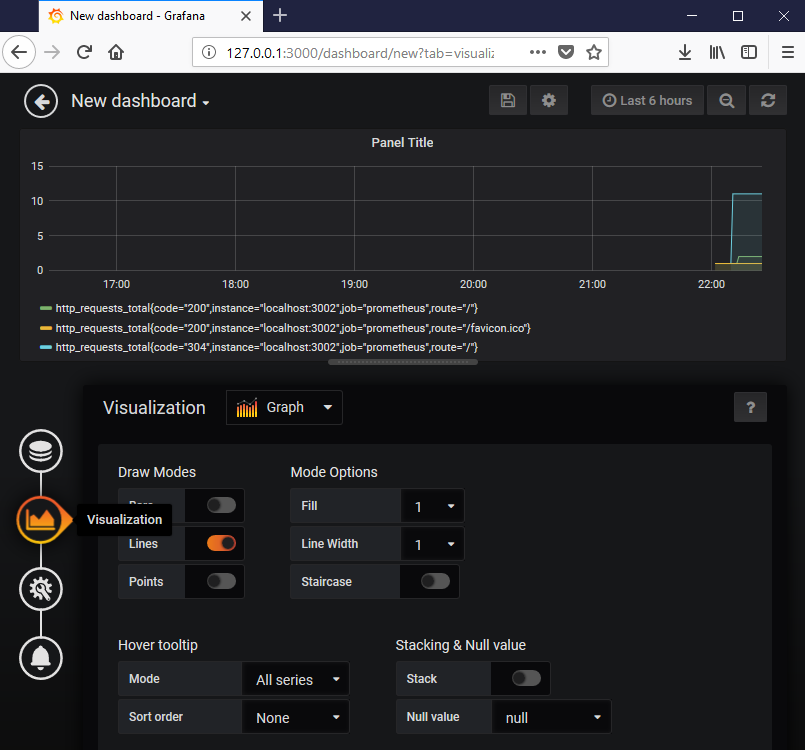 New dashboard - Grafana
127.0.0.1:3000/dashboard/new?tab=visuali
New dashboard
Last 6 hours
Panel Title
15
10
5
0
17:00 18:00 19:00 20:00 21:00 22:00
http_requests_total{code="200",instance="localhost:3002",job="prometheus",route="/"}
http_requests_total{code="200",instance="localhost:3002",job="prometheus",route="/favicon.ico"}
http_requests_total{code="304",instance="localhost:3002",job="prometheus",route="/"}
Visualization Graph ?
Draw Modes Mode Options
Fill 1
Visualization
Lines Line Width 1
Points Staircase
Hover tooltip Stacking & Null value
Mode All series Stack
Sort order None Null value null